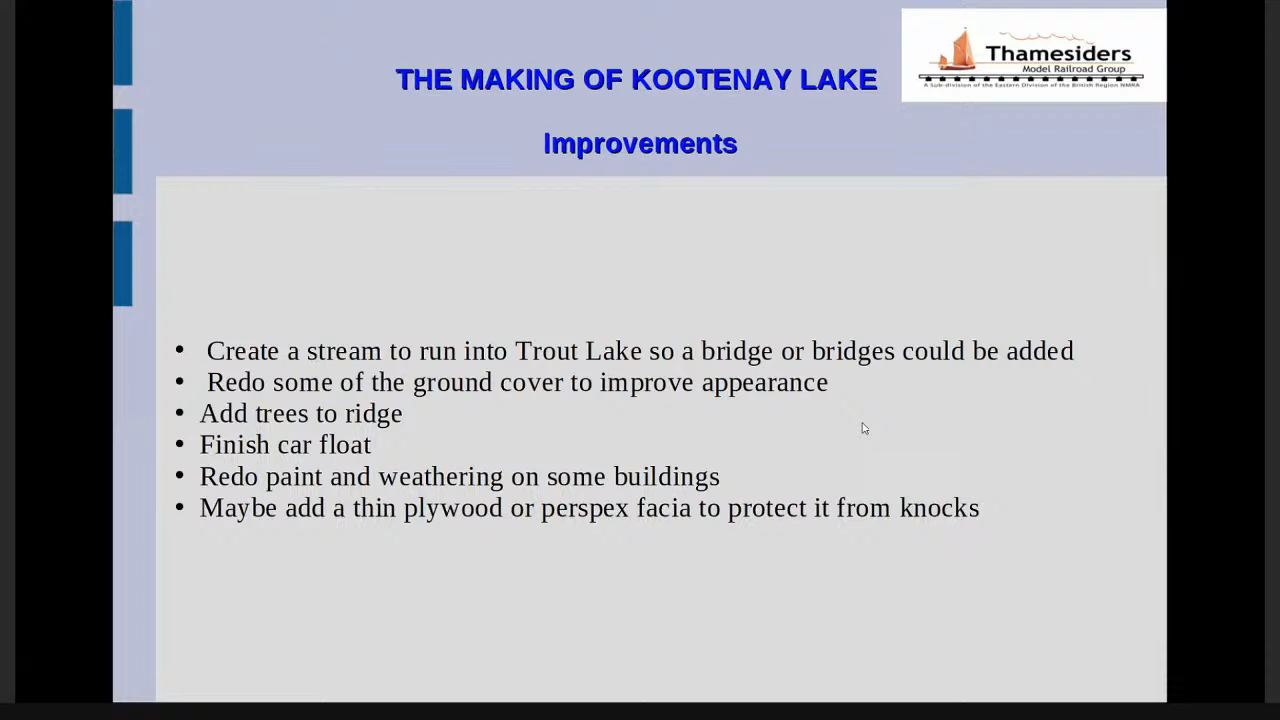 Thamesiders
Model Railroad Group
A Sub-division of the Eastern Division of the British Region NMRA
THE MAKING OF KOOTENAY LAKE
Improvements
• Create a stream to run into Trout Lake so a bridge or bridges could be added
• Redo some of the ground cover to improve appearance
• Add trees to ridge
• Finish car float
• Redo paint and weathering on some buildings
• Maybe add a thin plywood or perspex facia to protect it from knocks